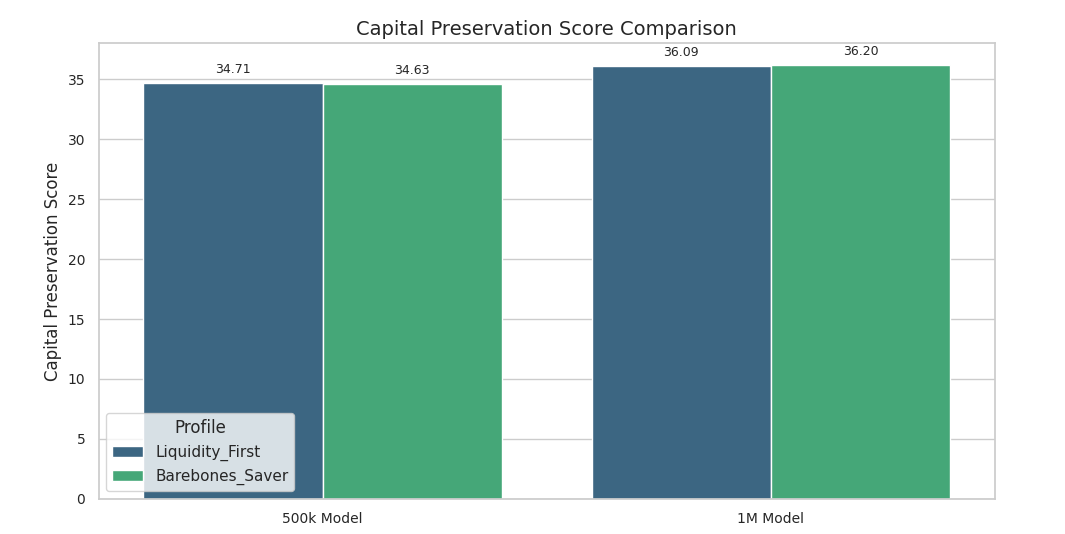 Capital Preservation Score Comparison
Capital Preservation Score
35
30
25
20
15
10
5
0
34.71
34.63
36.09
36.20
Profile
Liquidity_First
Barebones_Saver
500k Model
1M Model